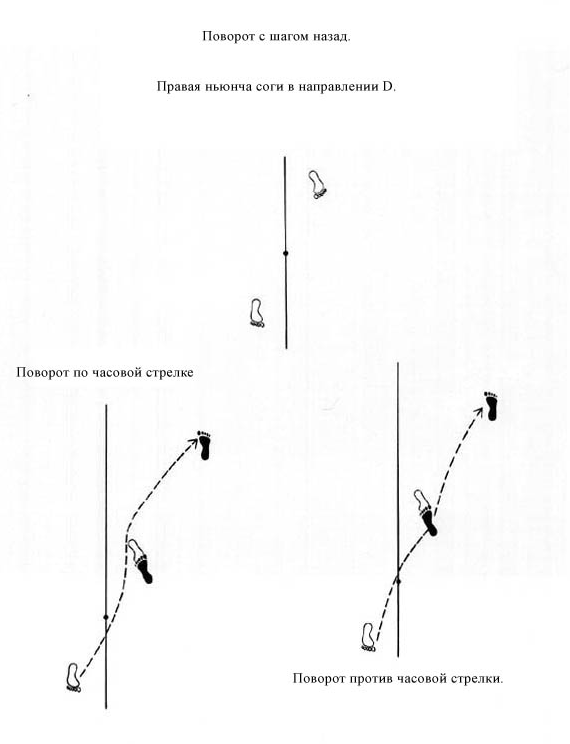 Поворот с шагом назад.
Правая ньюнча соги в направлении D.
Поворот по часовой стрелке
Поворот против часовой стрелки.